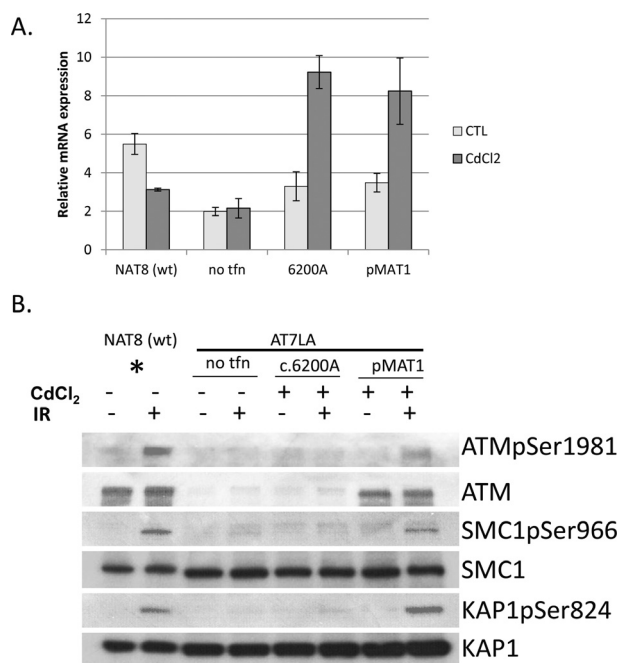 A.
Relative mRNA expression
12
10
8
6
4
2
0
NAT8 (wt) no tfn 6200A pMAT1
CTL
CdCl2
B.
NAT8 (wt) AT7LA
* no tfn c.6200A pMAT1
CdCl₂ - - - - + + + +
IR - + - + - + - +
ATMpSer1981
ATM
SMC1pSer966
SMC1
KAP1pSer824
KAP1